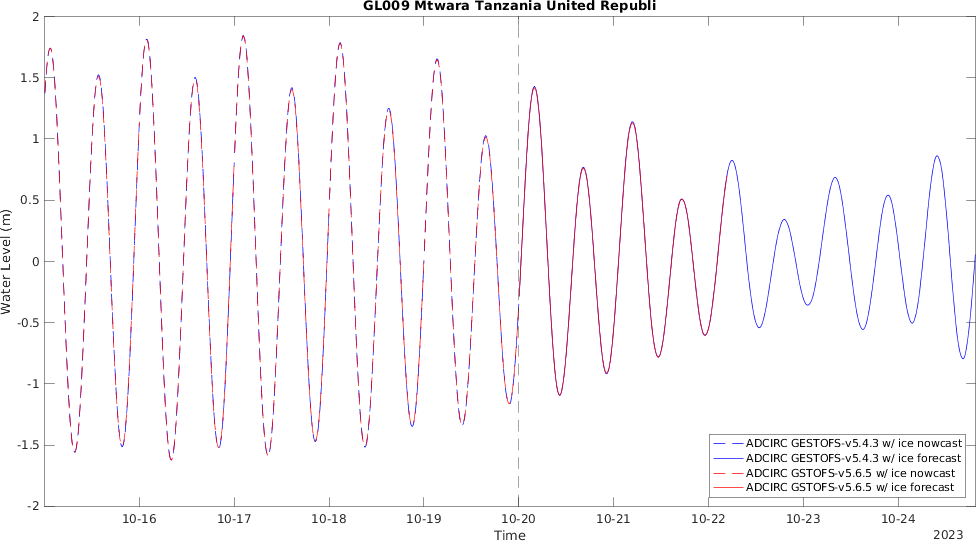 GL009 Mtwara Tanzania United Republi
2
1.5
1
0.5
0
-0.5
-1
-1.5
-2
Water Level (m)
10-16
10-17
10-18
10-19
10-20
10-21
10-22
10-23
10-24
Time
2023
ADCIRC GESTOFS-v5.4.3 w/ ice nowcast
ADCIRC GESTOFS-v5.4.3 w/ ice forecast
ADCIRC GSTOFS-v5.6.5 w/ ice nowcast
ADCIRC GSTOFS-v5.6.5 w/ ice forecast